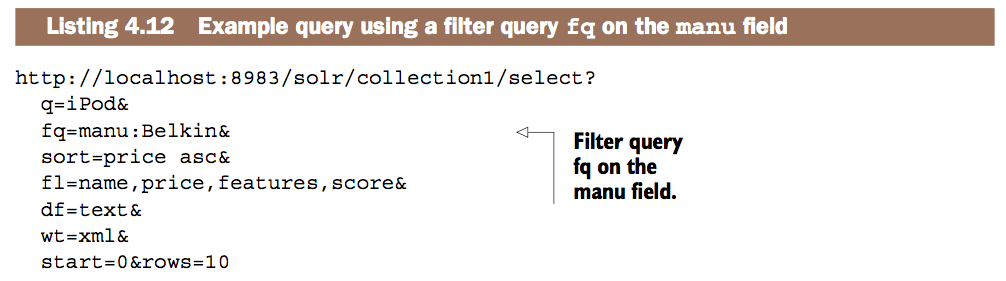 Listing 4.12 Example query using a filter query fq on the manu field
http://localhost:8983/solr/collection1/select?
q=iPod&
fq=manu:Belkin&
sort=price asc&
fl=name,price,features,score&
df=text&
wt=xml&
start=0&rows=10
Filter query
fq on the
manu field.